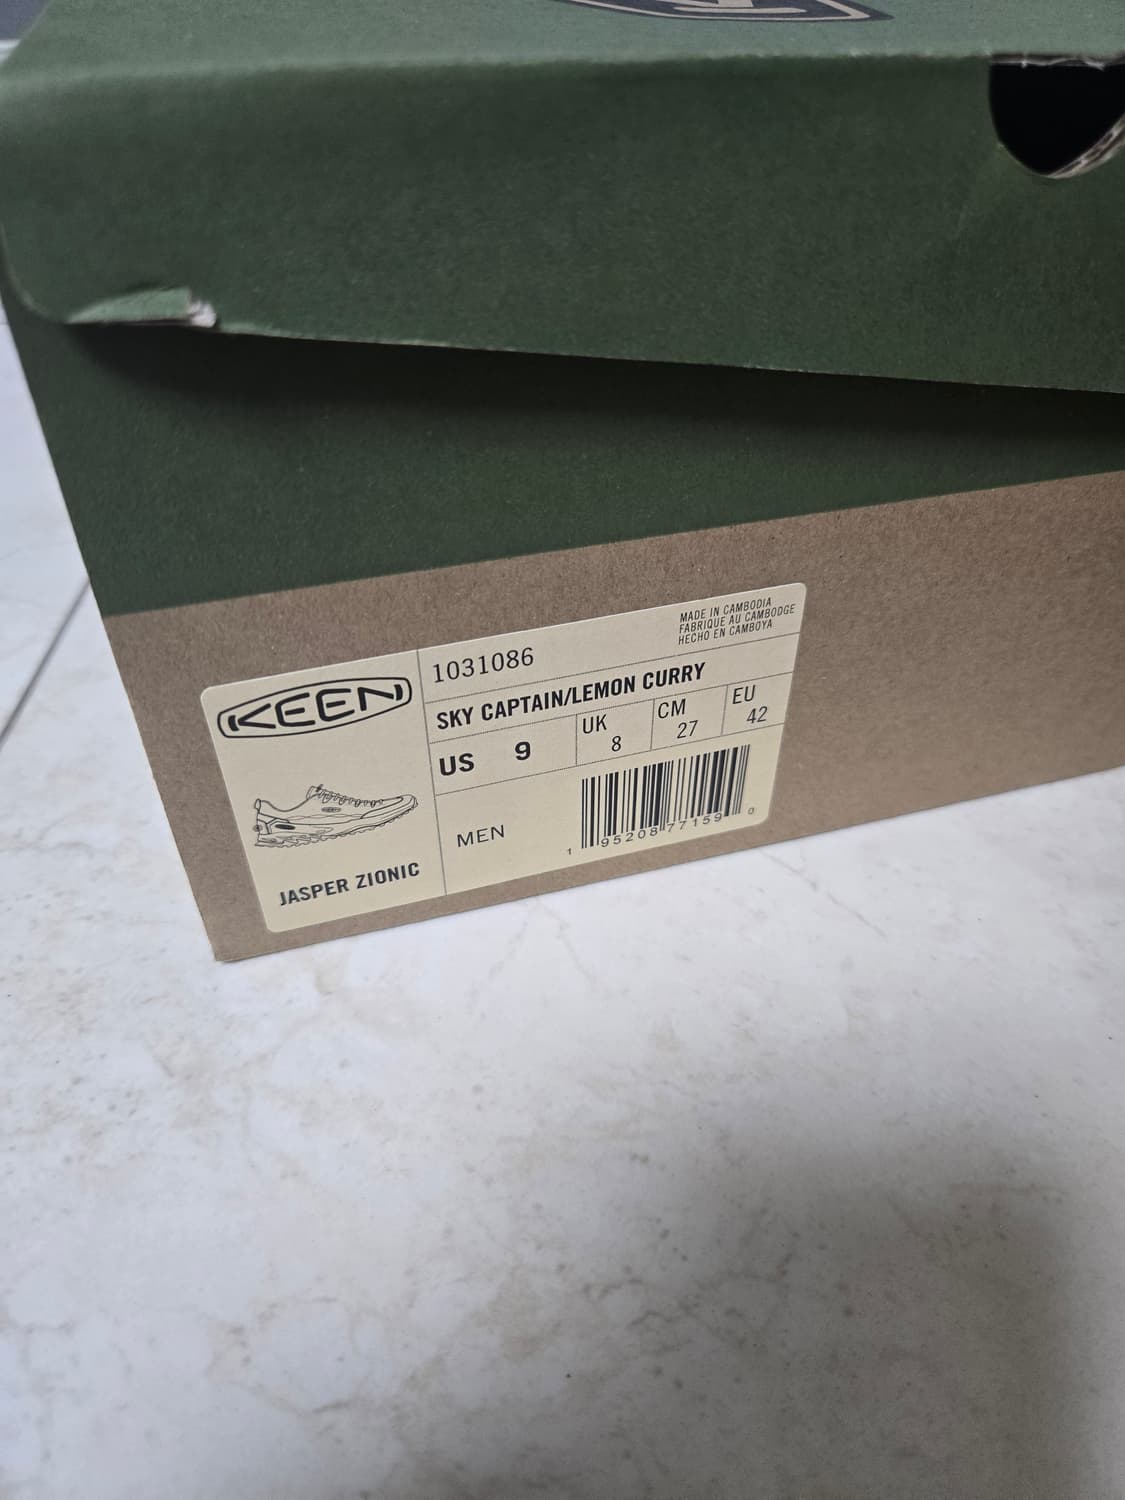 KEEN
JASPER ZIONIC
1031086
MADE IN CAMBODIA
FABRIQUE AU CAMBODGE
HECHO EN CAMBOYA
SKY CAPTAIN/LEMON CURRY
US 9
UK 8
CM 27
EU 42
MEN
1 95208 77159 0